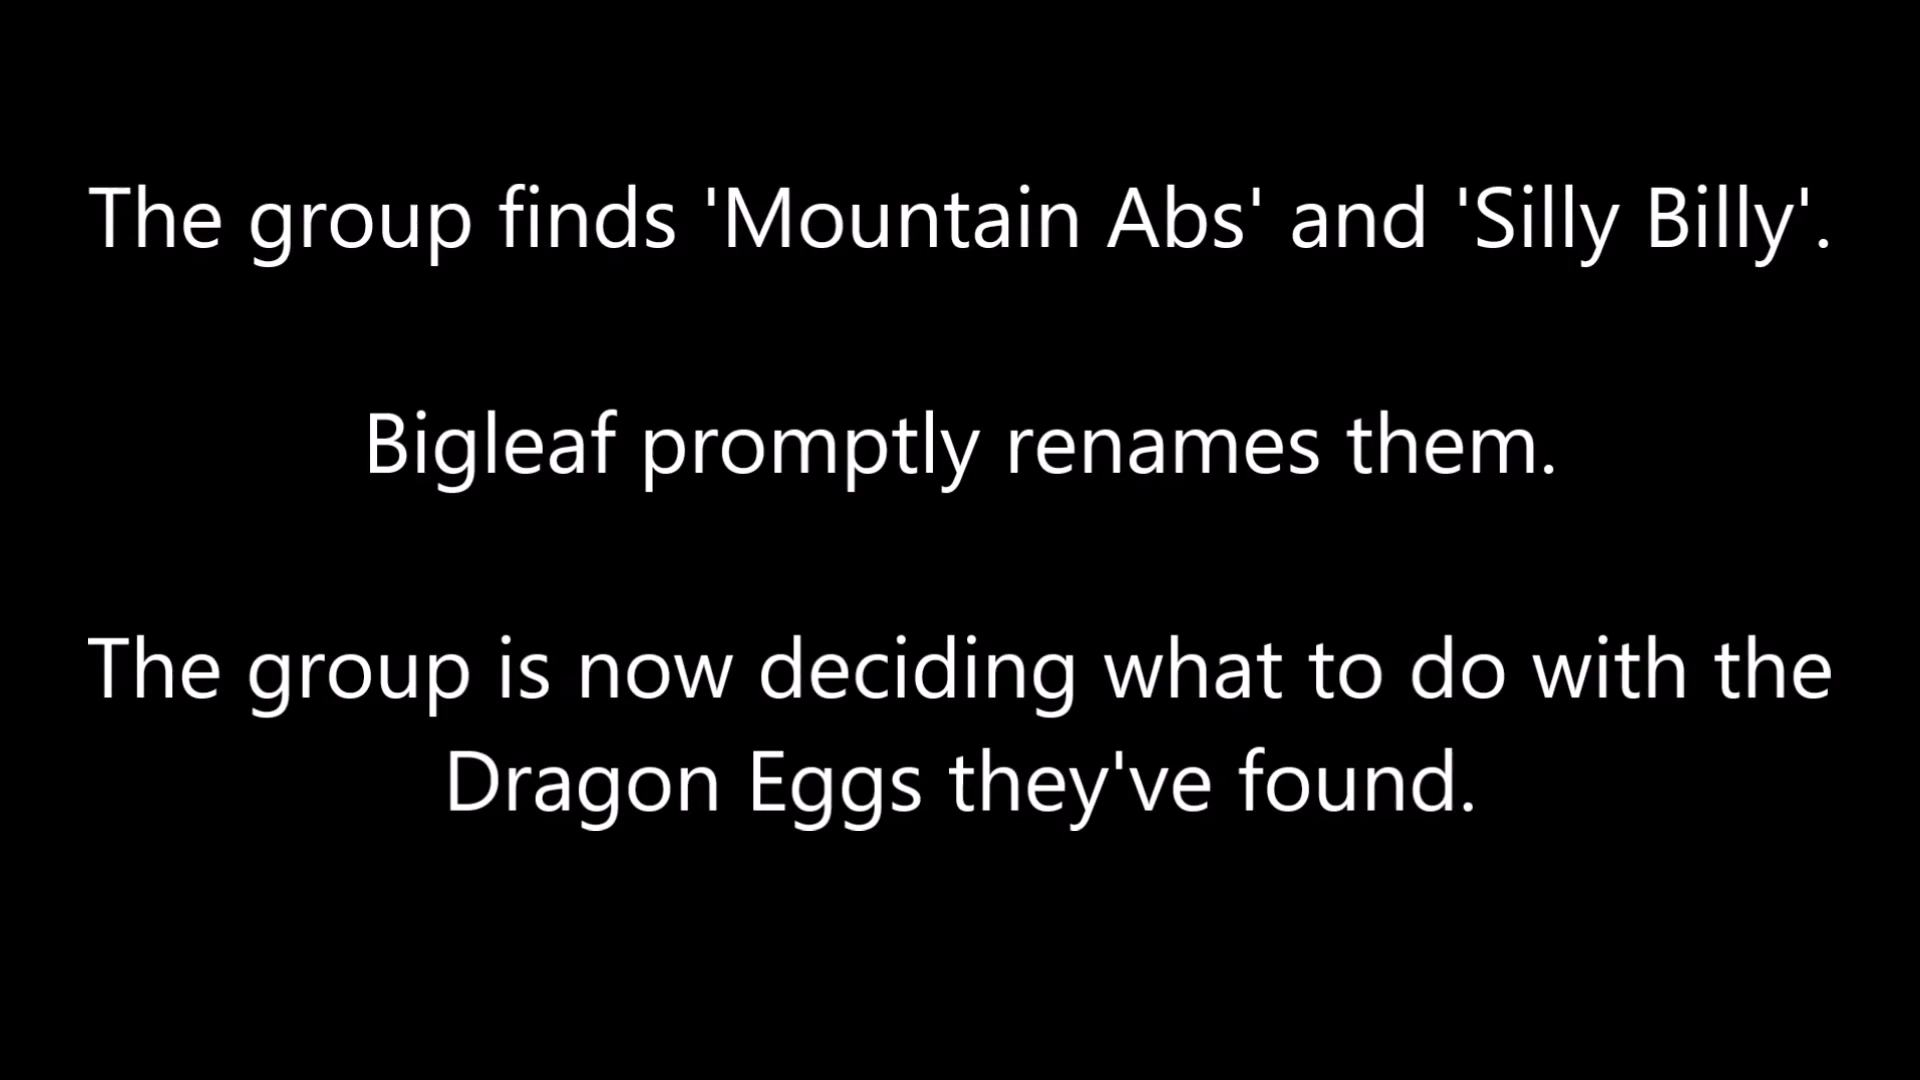 The group finds 'Mountain Abs' and 'Silly Billy'.
Bigleaf promptly renames them.
The group is now deciding what to do with the
Dragon Eggs they've found.